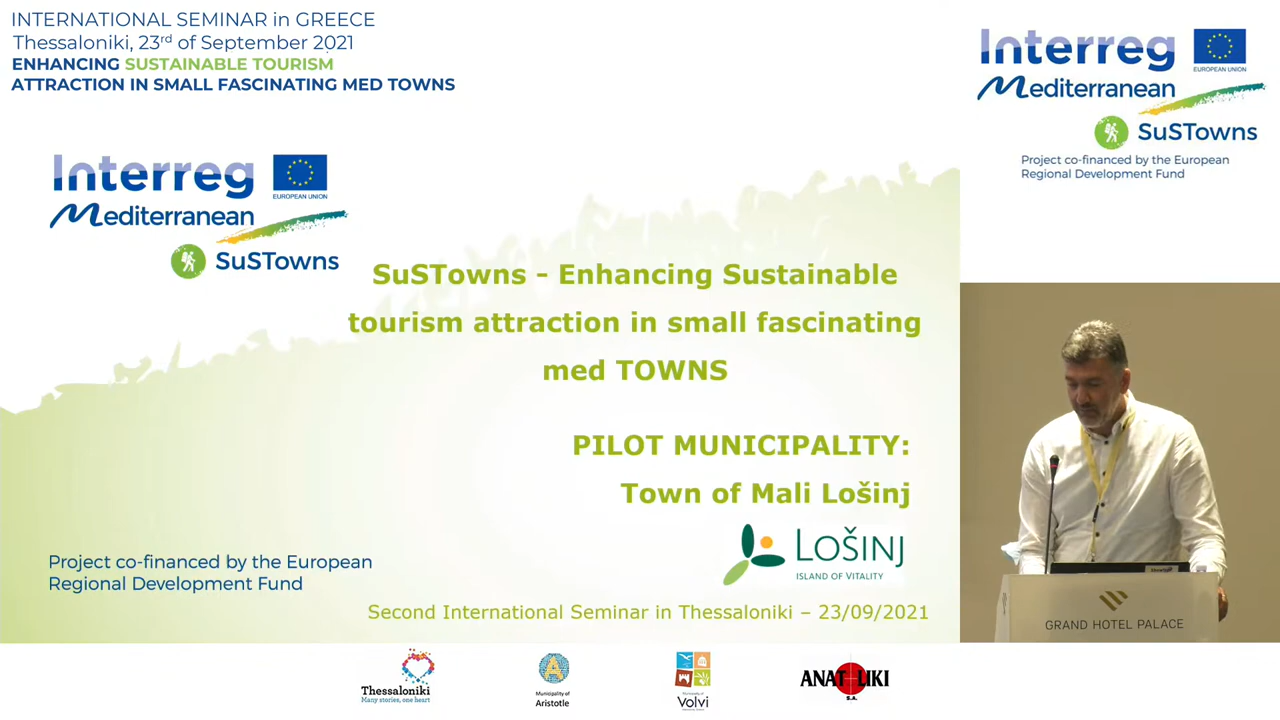 INTERNATIONAL SEMINAR in GREECE
Thessaloniki, 23rd of September 2021
ENHANCING SUSTAINABLE TOURISM
ATTRACTION IN SMALL FASCINATING MED TOWNS
Interreg
EUROPEAN UNION
Mediterranean
SuSTowns
Project co-financed by the European
Regional Development Fund
Interreg
EUROPEAN UNION
Mediterranean
SuSTowns
SuSTowns – Enhancing Sustainable
tourism attraction in small fascinating
med TOWNS
PILOT MUNICIPALITY:
Town of Mali Lošinj
LOŠINJ
ISLAND OF VITALITY
Project co-financed by the European
Regional Development Fund
Second International Seminar in Thessaloniki – 23/09/2021
GRAND HOTEL PALACE
Thessaloniki
Many stories, one heart
Municipality of
Aristotle
Municipality of
Volvi
ANATOLIKI
S.A.